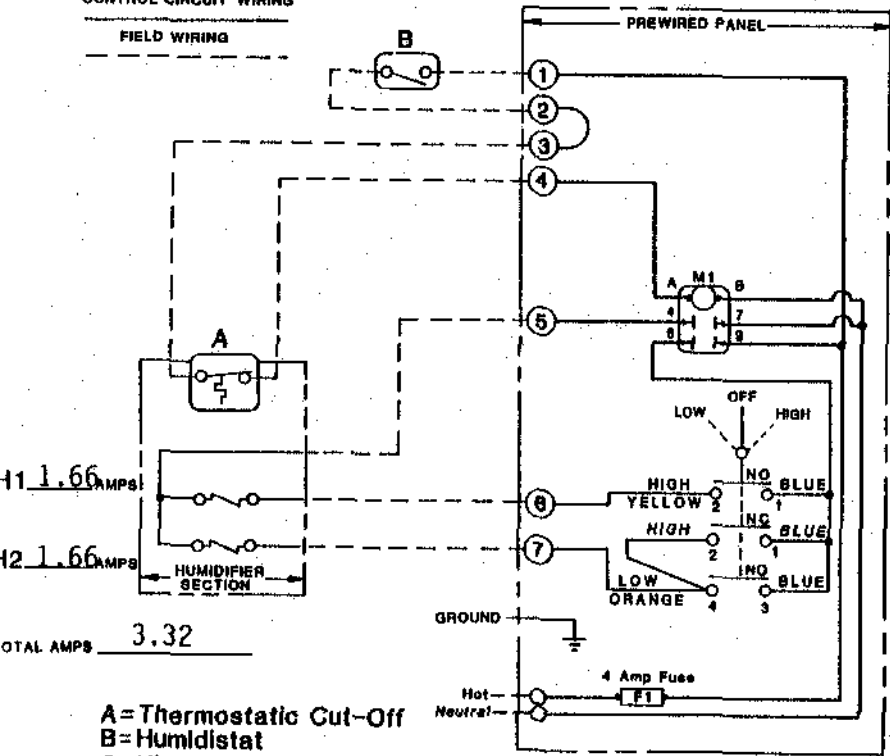 CONTROL CIRCUIT WIRING
FIELD WIRING
PREWIRED PANEL
B
1
2
3
4
A M1 B
4 7
6 9
5
A
OFF
LOW HIGH
H1 1.66 AMPS
6
HIGH
YELLOW
NO
2 1
BLUE
HIGH
NC
2 1
BLUE
H2 1.66 AMPS
7
HUMIDIFIER
SECTION
LOW
ORANGE
NO
4 3
BLUE
GROUND
TOTAL AMPS 3.32
4 Amp Fuse
Hot
F1
Neutral
A=Thermostatic Cut-Off
B=Humidistat